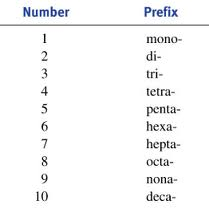 Number Prefix
1 mono-
2 di-
3 tri-
4 tetra-
5 penta-
6 hexa-
7 hepta-
8 octa-
9 nona-
10 deca-